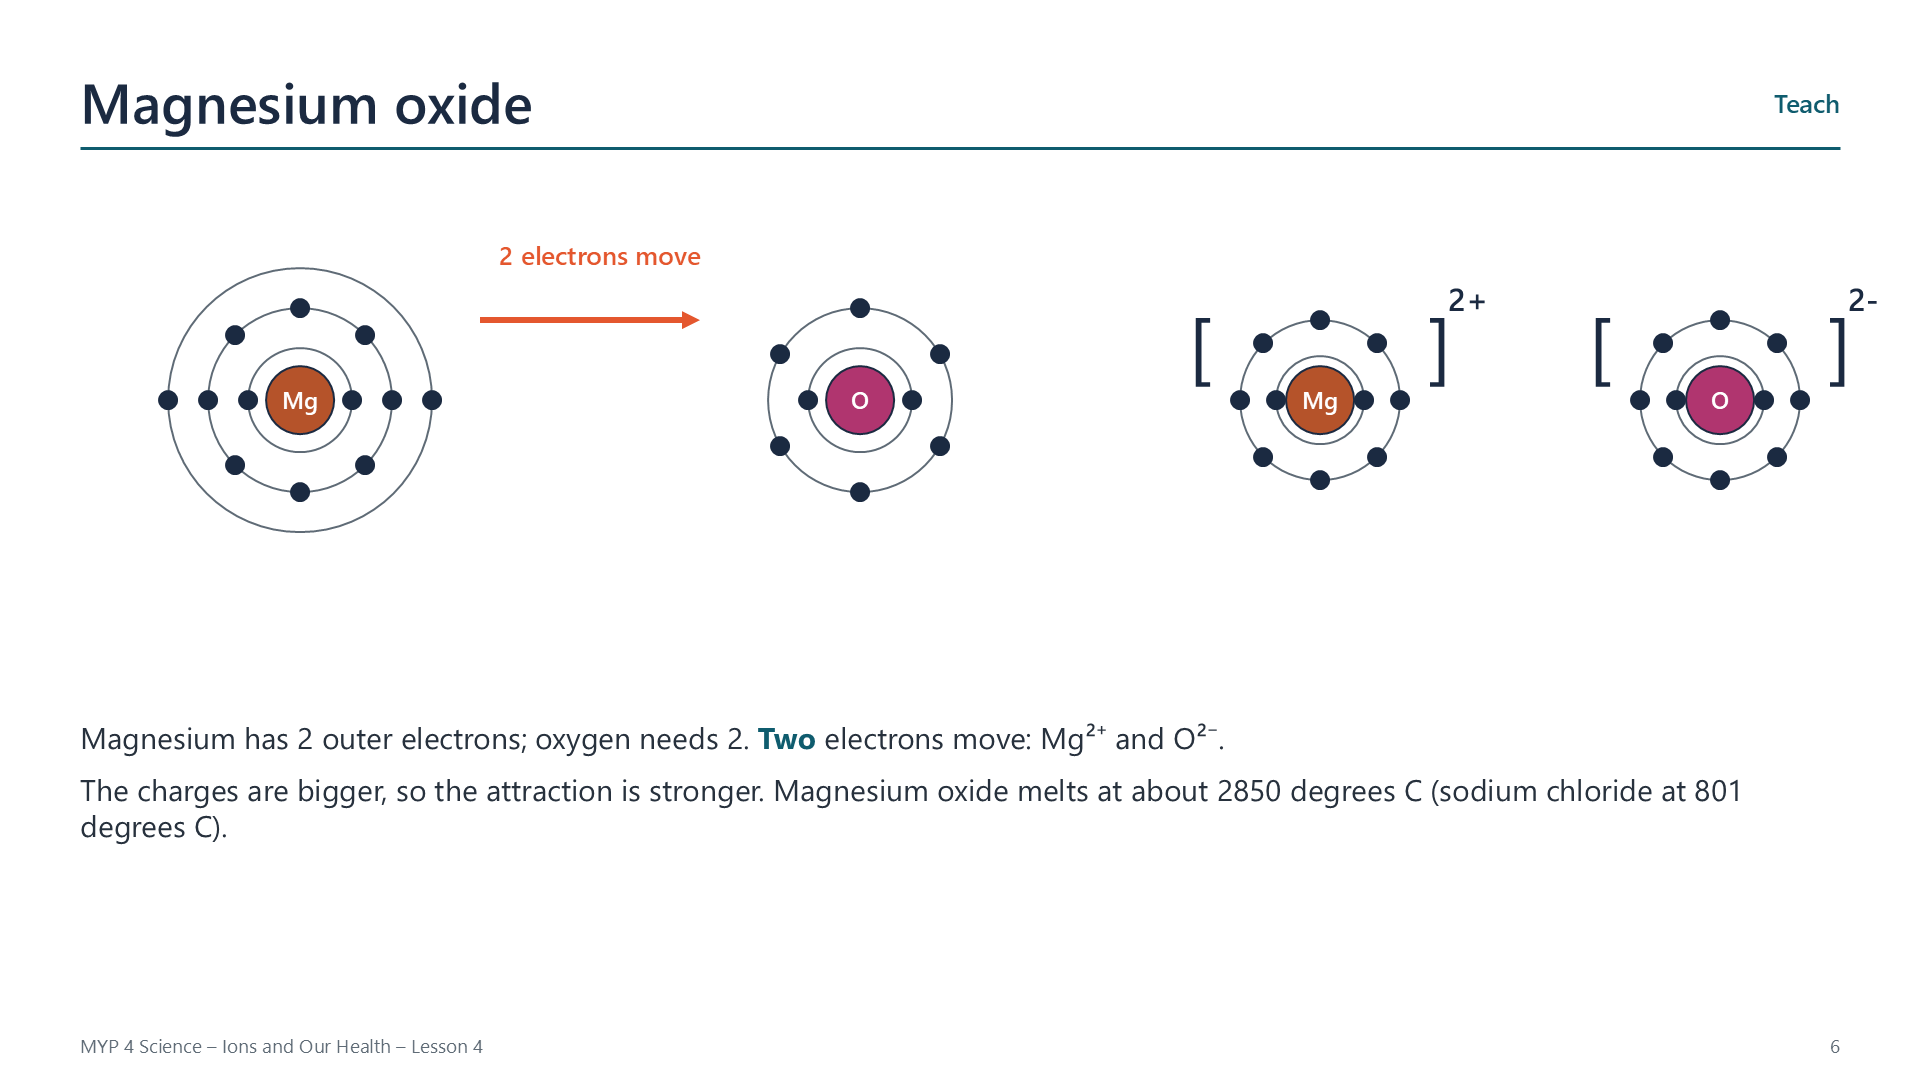 Magnesium oxide
Teach
2 electrons move
Mg
O
[ Mg ] 2+
[ O ] 2-
Magnesium has 2 outer electrons; oxygen needs 2. Two electrons move: Mg²⁺ and O²⁻.
The charges are bigger, so the attraction is stronger. Magnesium oxide melts at about 2850 degrees C (sodium chloride at 801
degrees C).
MYP 4 Science – Ions and Our Health – Lesson 4
6